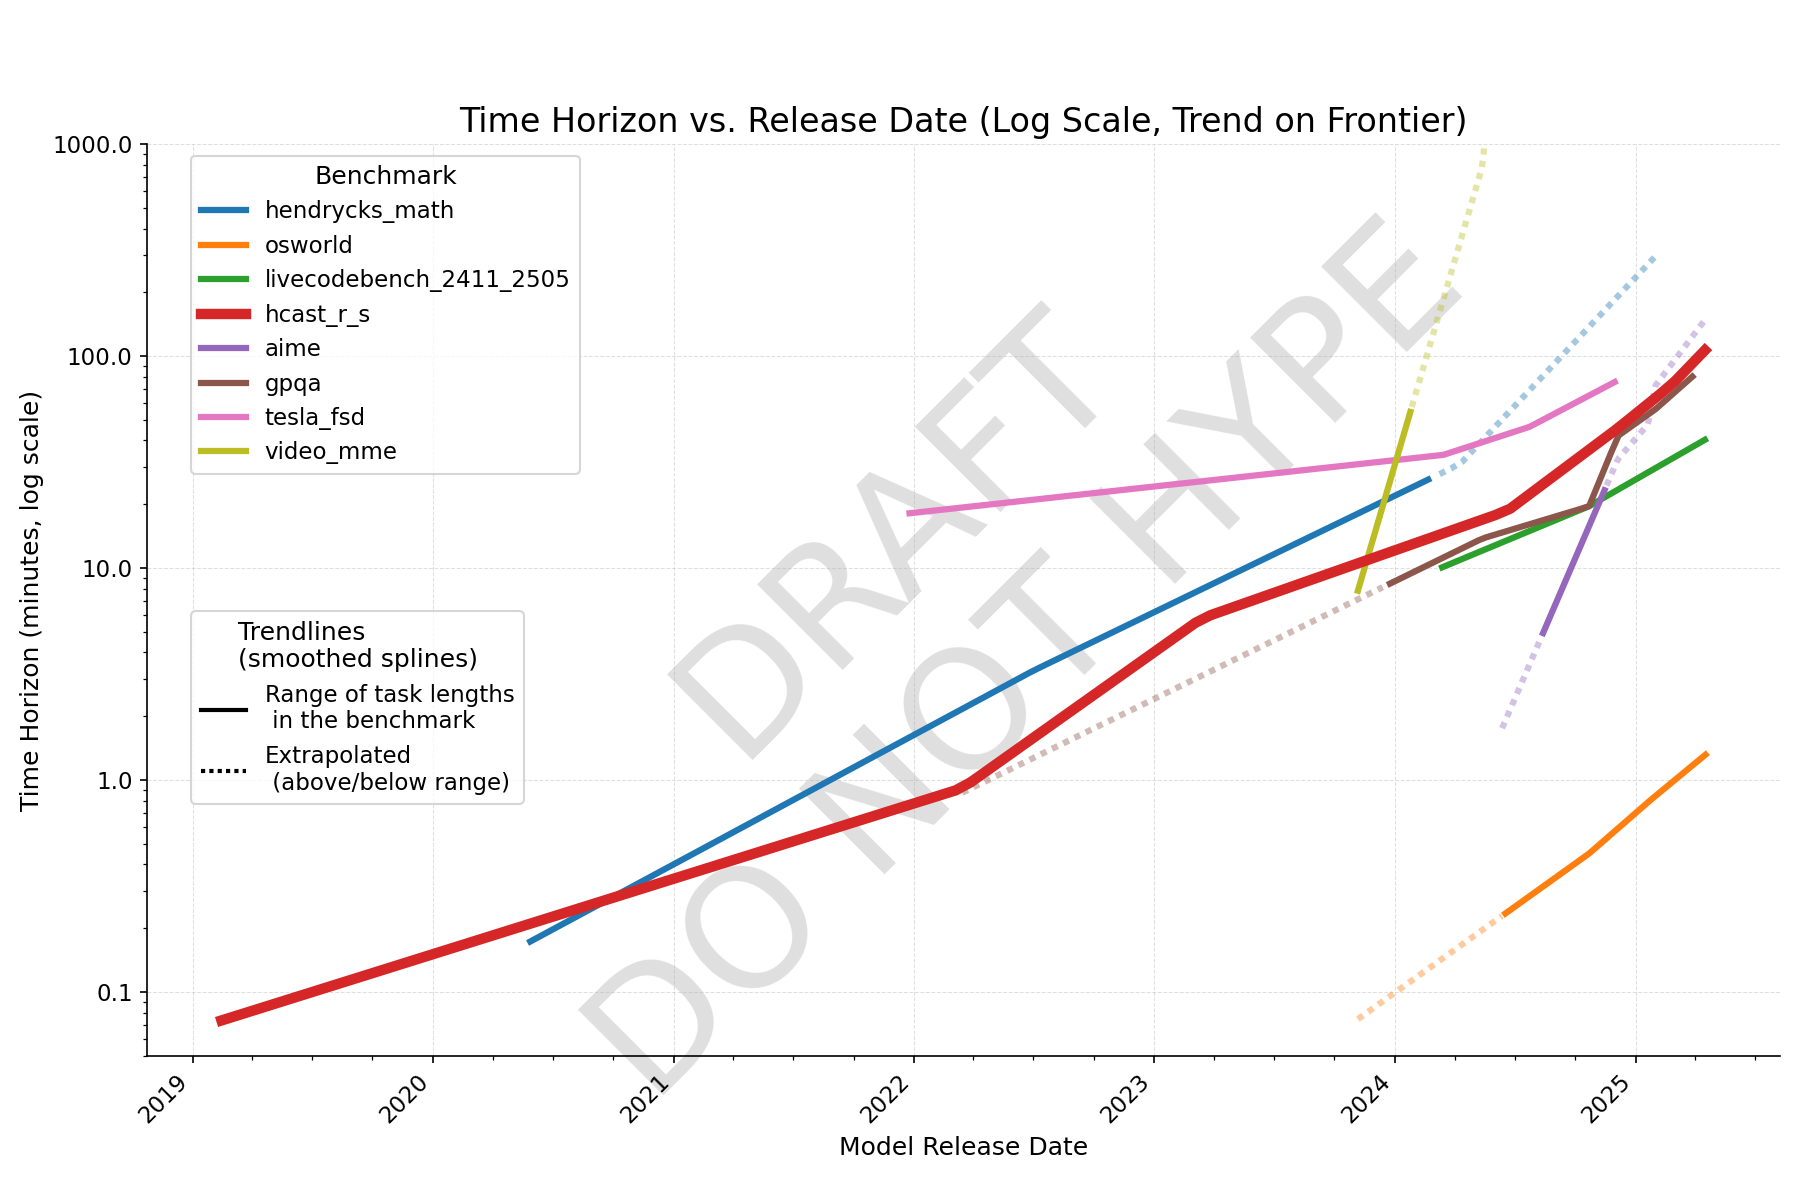 Time Horizon vs. Release Date (Log Scale, Trend on Frontier)
1000.0
100.0
10.0
1.0
0.1
Time Horizon (minutes, log scale)
Benchmark
hendrycks_math
osworld
livecodebench_2411_2505
hcast_r_s
aime
gpqa
tesla_fsd
video_mme
Trendlines
(smoothed splines)
Range of task lengths
in the benchmark
Extrapolated
(above/below range)
DRAFT
DO NOT HYPE
2019
2020
2021
2022
2023
2024
2025
Model Release Date